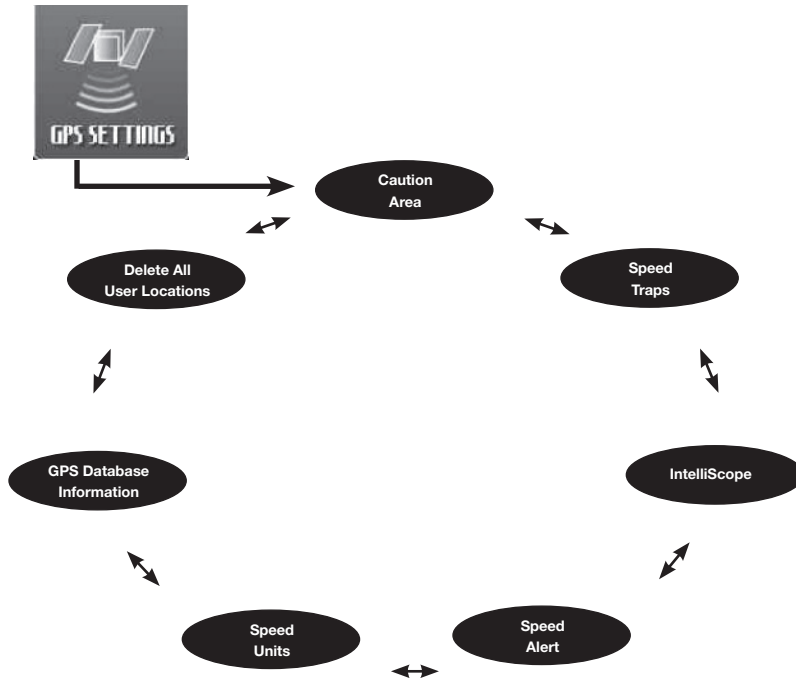 GPS SETTINGS
Caution
Area
Speed
Traps
IntelliScope
Speed
Alert
Speed
Units
GPS Database
Information
Delete All
User Locations